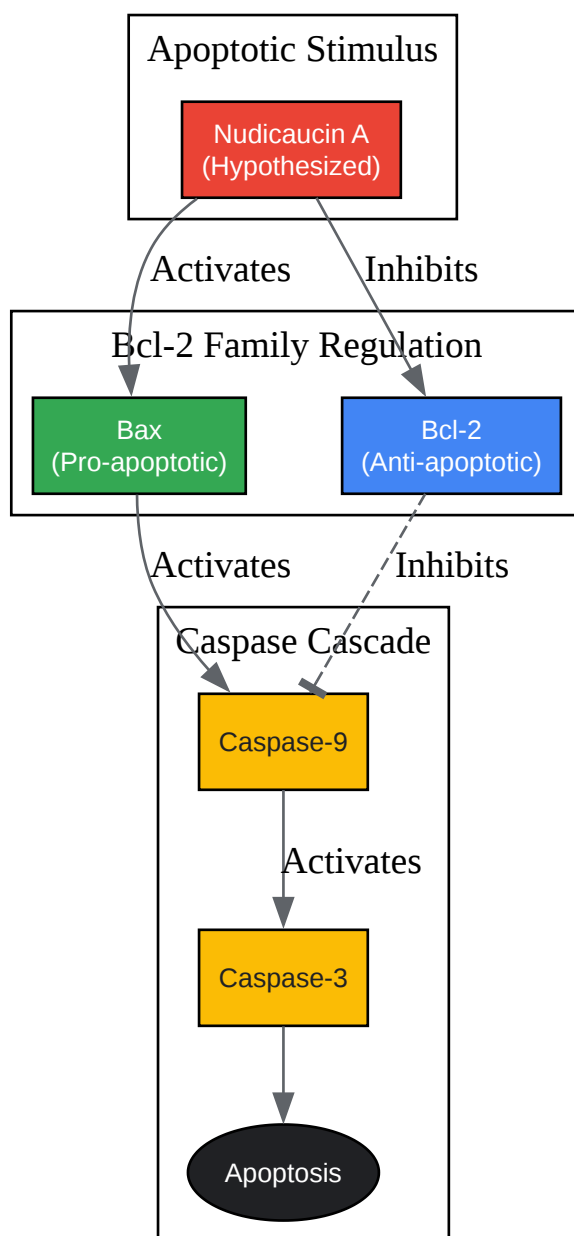 Apoptotic Stimulus
Nudicaucin A
(Hypothesized)
Activates
Inhibits
Bcl-2 Family Regulation
Bax
(Pro-apoptotic)
Bcl-2
(Anti-apoptotic)
Activates
Inhibits
Caspase Cascade
Caspase-9
Activates
Caspase-3
Apoptosis